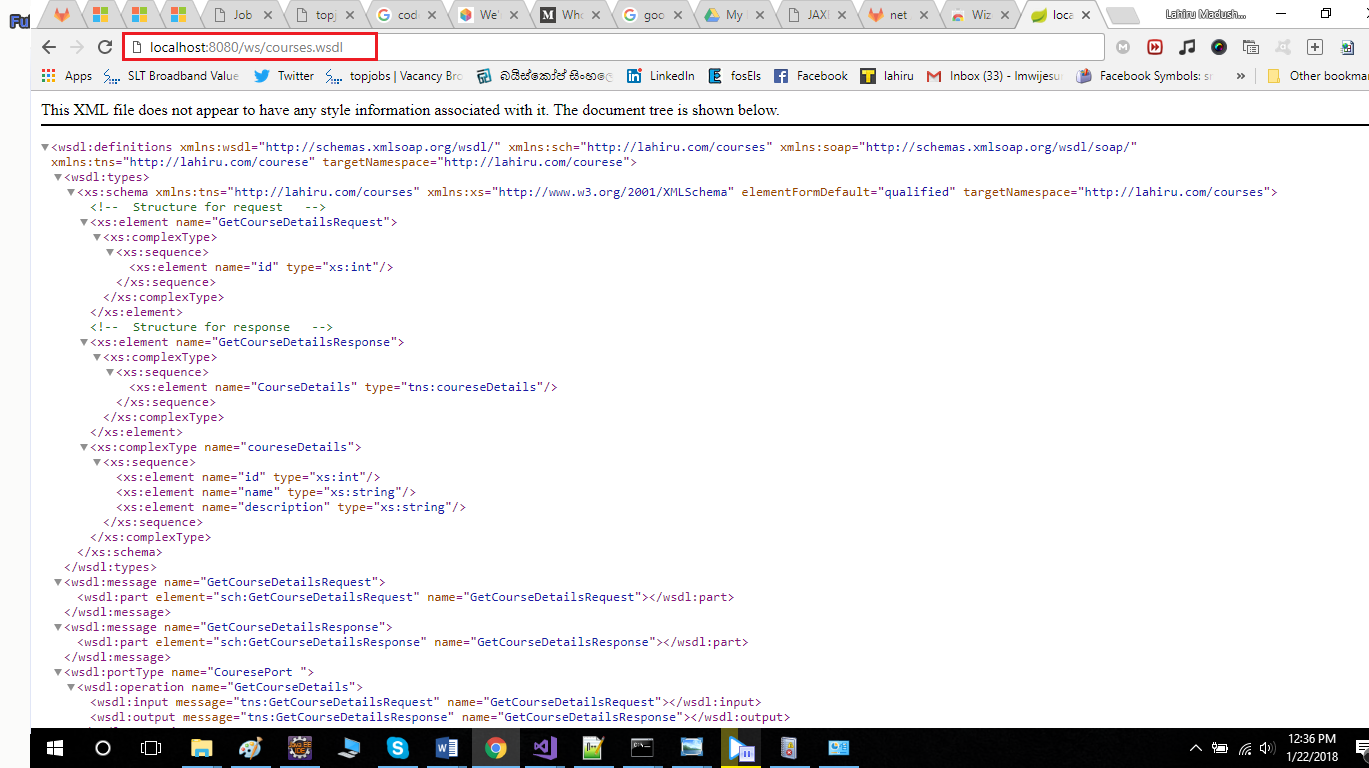 Fu
Job
topj
cod
We'
Who
goo
My
JAX
net
Wiz
loca
Lahiru Madush...
localhost:8080/ws/courses.wsdl
Apps
SLT Broadband Value
Twitter
topjobs | Vacancy Bro
බයිස්කෝප් සිංහලෙ
LinkedIn
fosEls
Facebook
lahiru
Inbox (33) - Imwijesu
Facebook Symbols: sm
»
Other bookmar
This XML file does not appear to have any style information associated with it. The document tree is shown below.
▼<wsdl:definitions xmlns:wsdl="http://schemas.xmlsoap.org/wsdl/" xmlns:sch="http://lahiru.com/courses" xmlns:soap="http://schemas.xmlsoap.org/wsdl/soap/"
xmlns:tns="http://lahiru.com/courese" targetNamespace="http://lahiru.com/courese">
▼<wsdl:types>
▼<xs:schema xmlns:tns="http://lahiru.com/courses" xmlns:xs="http://www.w3.org/2001/XMLSchema" elementFormDefault="qualified" targetNamespace="http://lahiru.com/courses">
<!-- Structure for request -->
▼<xs:element name="GetCourseDetailsRequest">
▼<xs:complexType>
▼<xs:sequence>
<xs:element name="id" type="xs:int"/>
</xs:sequence>
</xs:complexType>
</xs:element>
<!-- Structure for response -->
▼<xs:element name="GetCourseDetailsResponse">
▼<xs:complexType>
▼<xs:sequence>
<xs:element name="CourseDetails" type="tns:coureseDetails"/>
</xs:sequence>
</xs:complexType>
</xs:element>
▼<xs:complexType name="coureseDetails">
▼<xs:sequence>
<xs:element name="id" type="xs:int"/>
<xs:element name="name" type="xs:string"/>
<xs:element name="description" type="xs:string"/>
</xs:sequence>
</xs:complexType>
</xs:schema>
</wsdl:types>
▼<wsdl:message name="GetCourseDetailsRequest">
<wsdl:part element="sch:GetCourseDetailsRequest" name="GetCourseDetailsRequest"></wsdl:part>
</wsdl:message>
▼<wsdl:message name="GetCourseDetailsResponse">
<wsdl:part element="sch:GetCourseDetailsResponse" name="GetCourseDetailsResponse"></wsdl:part>
</wsdl:message>
▼<wsdl:portType name="CouresePort ">
▼<wsdl:operation name="GetCourseDetails">
<wsdl:input message="tns:GetCourseDetailsRequest" name="GetCourseDetailsRequest"></wsdl:input>
<wsdl:output message="tns:GetCourseDetailsResponse" name="GetCourseDetailsResponse"></wsdl:output>
12:36 PM
1/22/2018